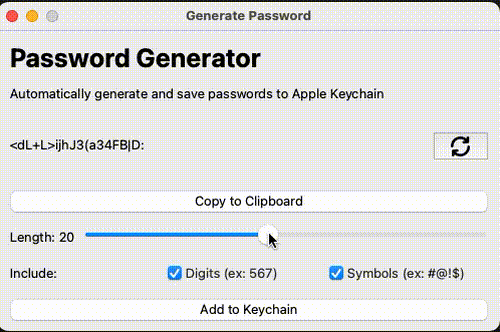 Generate Password
Password Generator
Automatically generate and save passwords to Apple Keychain
<dL+L>ijhJ3(a34FB|D:
Copy to Clipboard
Length: 20
Include: Digits (ex: 567) Symbols (ex: #@!$)
Add to Keychain